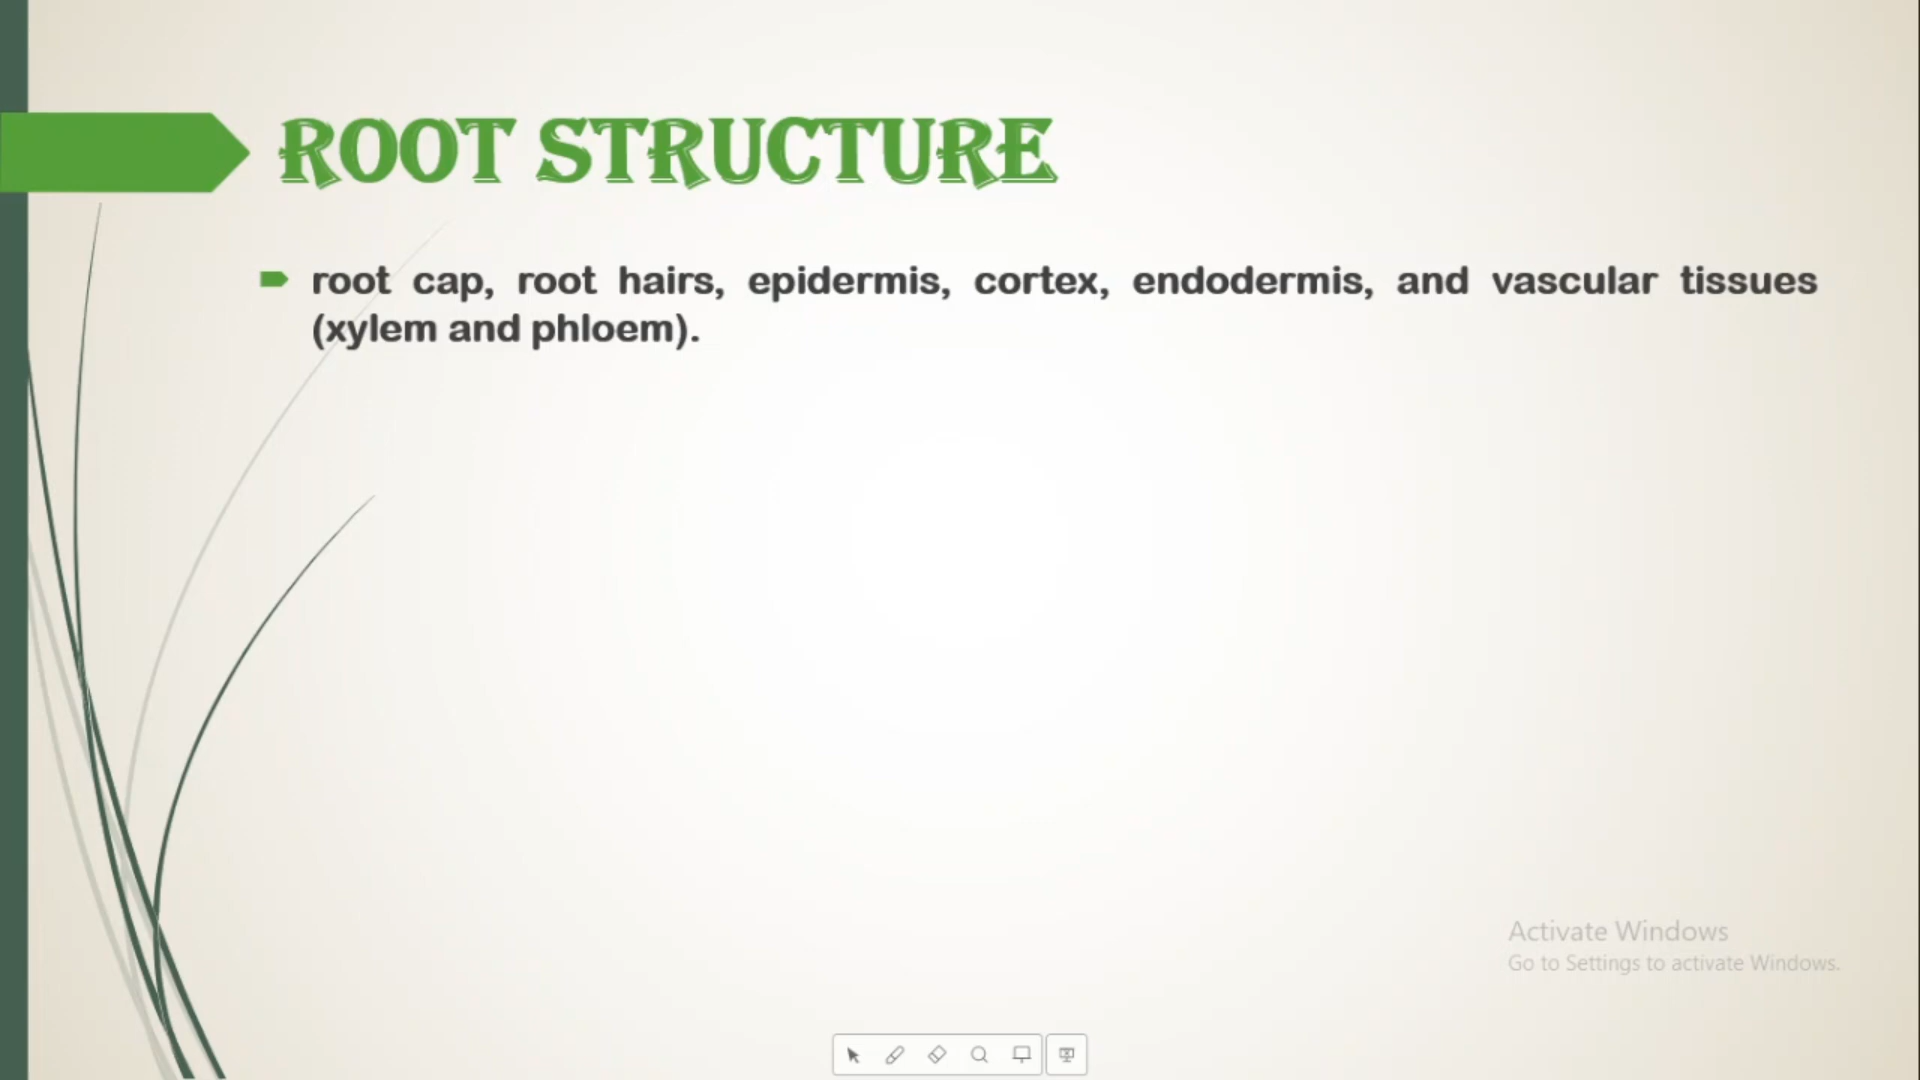 ROOT STRUCTURE
root cap, root hairs, epidermis, cortex, endodermis, and vascular tissues
(xylem and phloem).
Activate Windows
Go to Settings to activate Windows.